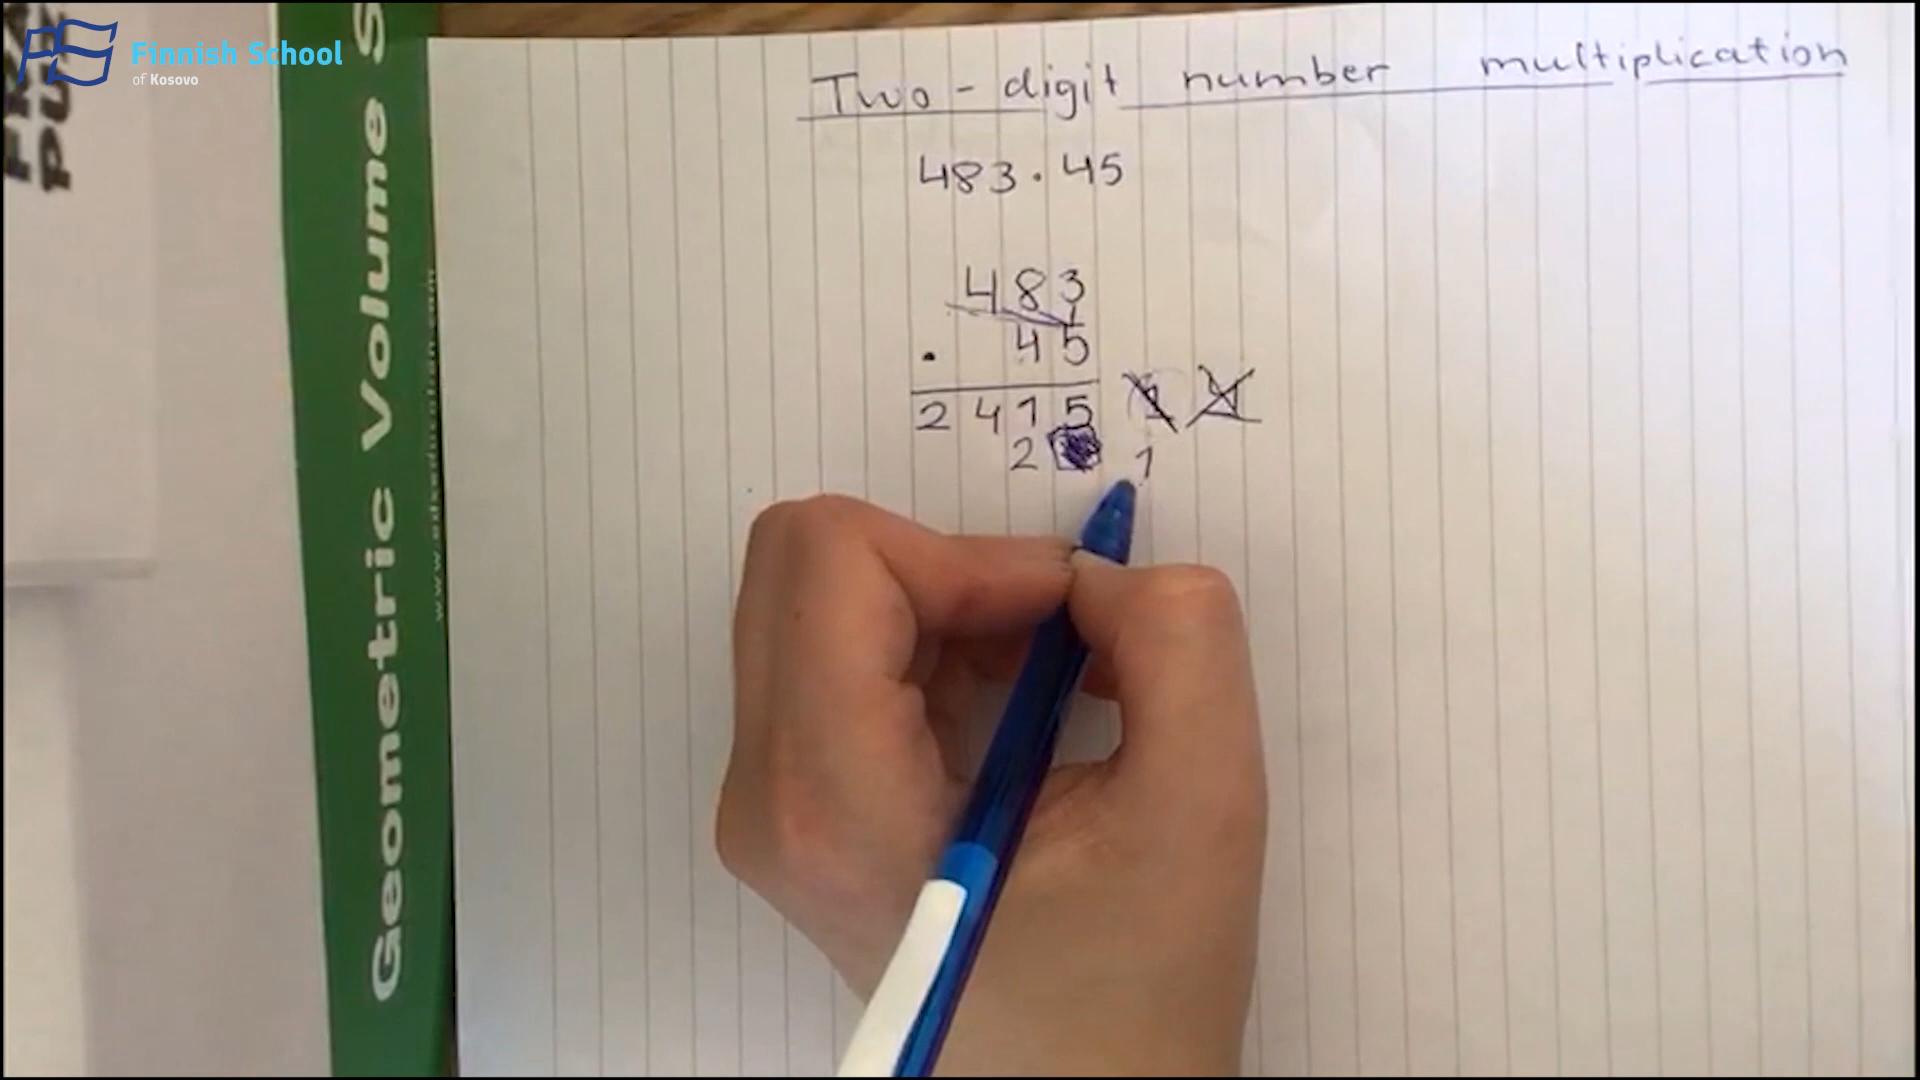 Finnish School
of Kosovo
Geometric Volume S
Two-digit number multiplication
483 · 45
483
· 45
2415
2 1